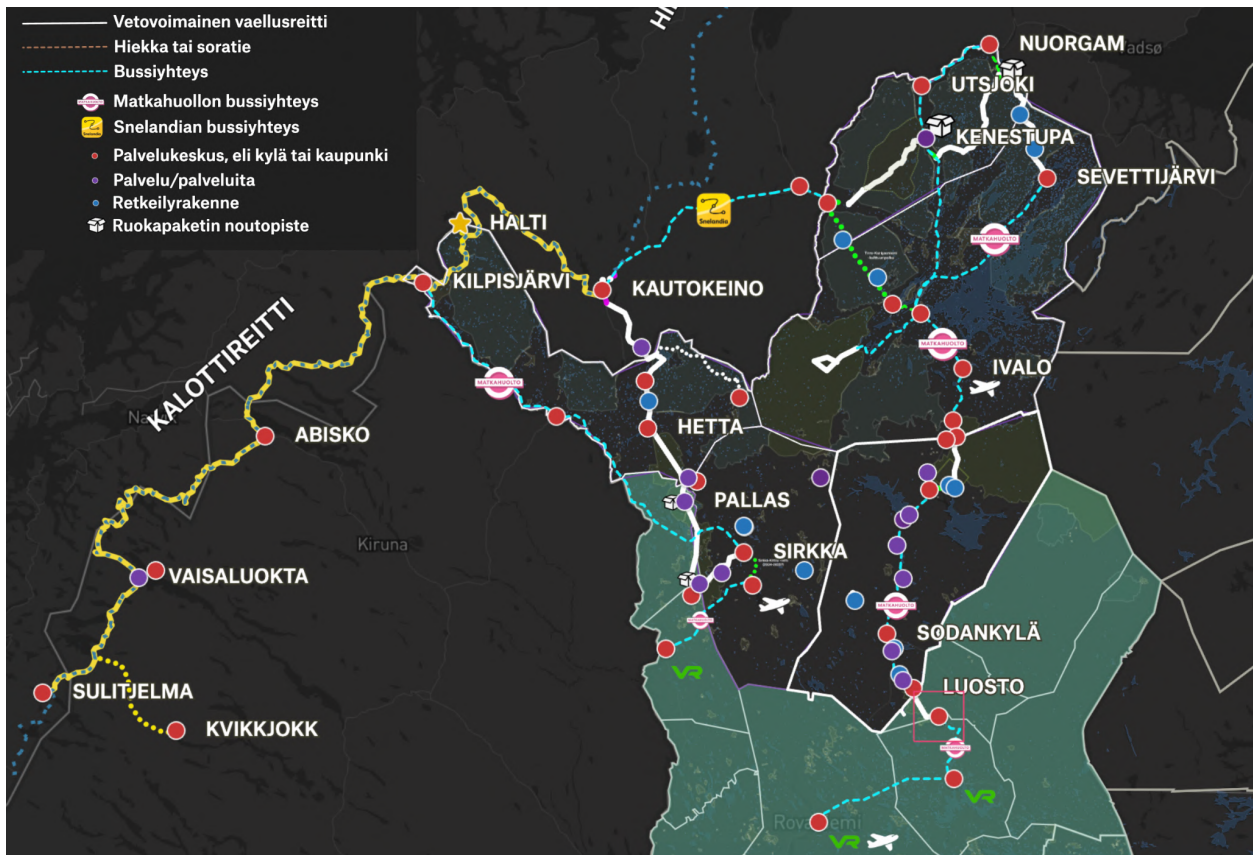 Vetovoimainen vaellusreitti
Hiekka tai soratie
Bussiyhteys
Matkahuollon bussiyhteys
Snelandian bussiyhteys
Palvelukeskus, eli kylä tai kaupunki
Palvelu/palveluita
Retkeilyrakenne
Ruokapaketin noutopiste
NUORGAM
UTSJOKI
KENESTUPA
SEVETTIJÄRVI
Snelandia
HALTI
MATKAHUOLTO
KILPISJÄRVI
KAUTOKEINO
KALOTTIREITTI
MATKAHUOLTO
IVALO
MATKAHUOLTO
ABISKO
HETTA
PALLAS
Kiruna
SIRKKA
VAISALUOKTA
MATKAHUOLTO
SODANKYLÄ
VR
SULITJELMA
LUOSTO
KVIKKJOKK
VR
VR